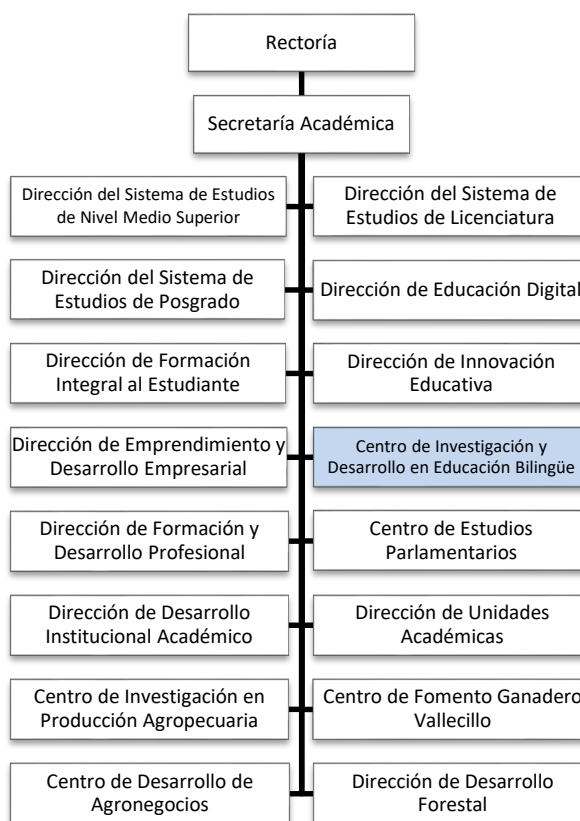 Rectoría
Secretaría Académica
Dirección del Sistema de Estudios
de Nivel Medio Superior
Dirección del Sistema de
Estudios de Licenciatura
Dirección del Sistema de
Estudios de Posgrado
Dirección de Educación Digital
Dirección de Formación
Integral al Estudiante
Dirección de Innovación
Educativa
Dirección de Emprendimiento y
Desarrollo Empresarial
Centro de Investigación y
Desarrollo en Educación Bilingüe
Dirección de Formación y
Desarrollo Profesional
Centro de Estudios
Parlamentarios
Dirección de Desarrollo
Institucional Académico
Dirección de Unidades
Académicas
Centro de Investigación en
Producción Agropecuaria
Centro de Fomento Ganadero
Vallecillo
Centro de Desarrollo de
Agronegocios
Dirección de Desarrollo
Forestal